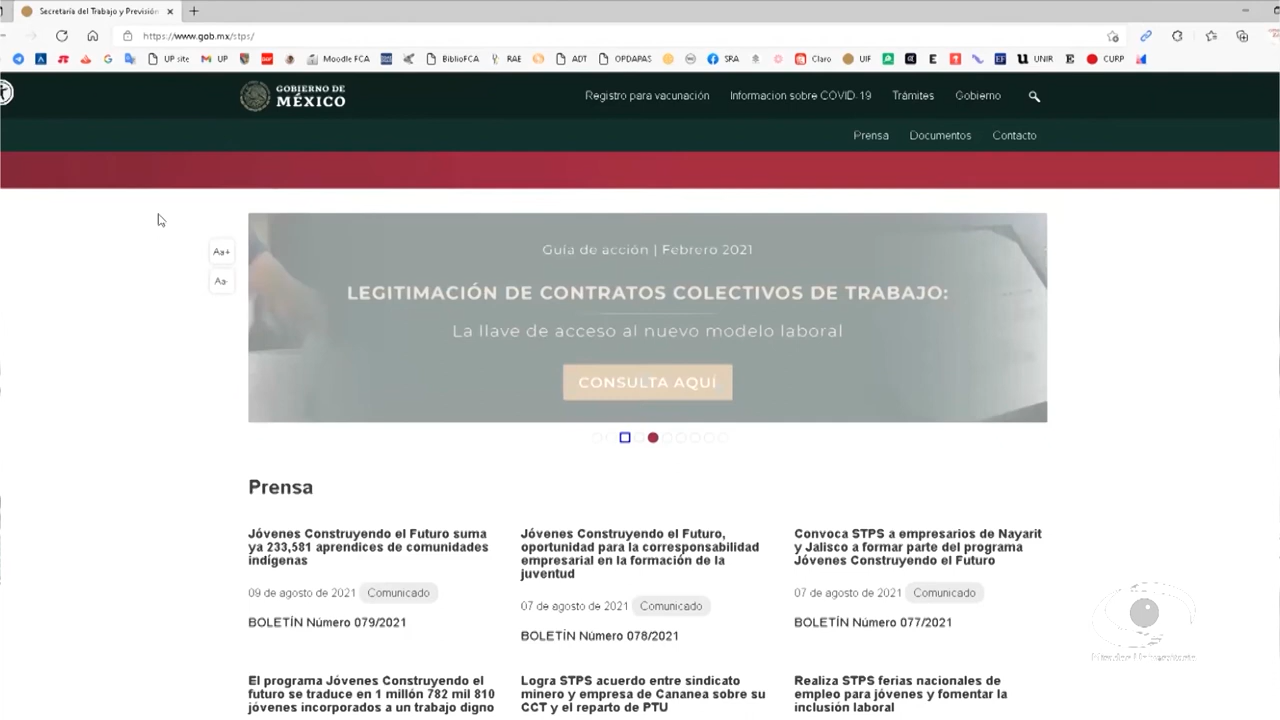 Secretaría del Trabajo y Previsión
https://www.gob.mx/stps/
UP site
UP
Moodle FCA
BiblioFCA
RAE
ADT
OPDAPAS
SRA
Claro
UIF
UNIR
CURP
GOBIERNO DE
MÉXICO
Registro para vacunación
Informacion sobre COVID-19
Trámites
Gobierno
Prensa
Documentos
Contacto
Aa+
Aa-
Guía de acción | Febrero 2021
LEGITIMACIÓN DE CONTRATOS COLECTIVOS DE TRABAJO:
La llave de acceso al nuevo modelo laboral
CONSULTA AQUÍ
Prensa
Jóvenes Construyendo el Futuro suma
ya 233,581 aprendices de comunidades
indígenas
09 de agosto de 2021 Comunicado
BOLETÍN Número 079/2021
Jóvenes Construyendo el Futuro,
oportunidad para la corresponsabilidad
empresarial en la formación de la
juventud
07 de agosto de 2021 Comunicado
BOLETÍN Número 078/2021
Convoca STPS a empresarios de Nayarit
y Jalisco a formar parte del programa
Jóvenes Construyendo el Futuro
07 de agosto de 2021 Comunicado
BOLETÍN Número 077/2021
El programa Jóvenes Construyendo el
futuro se traduce en 1 millón 782 mil 810
jóvenes incorporados a un trabajo digno
Logra STPS acuerdo entre sindicato
minero y empresa de Cananea sobre su
CCT y el reparto de PTU
Realiza STPS ferias nacionales de
empleo para jóvenes y fomentar la
inclusión laboral